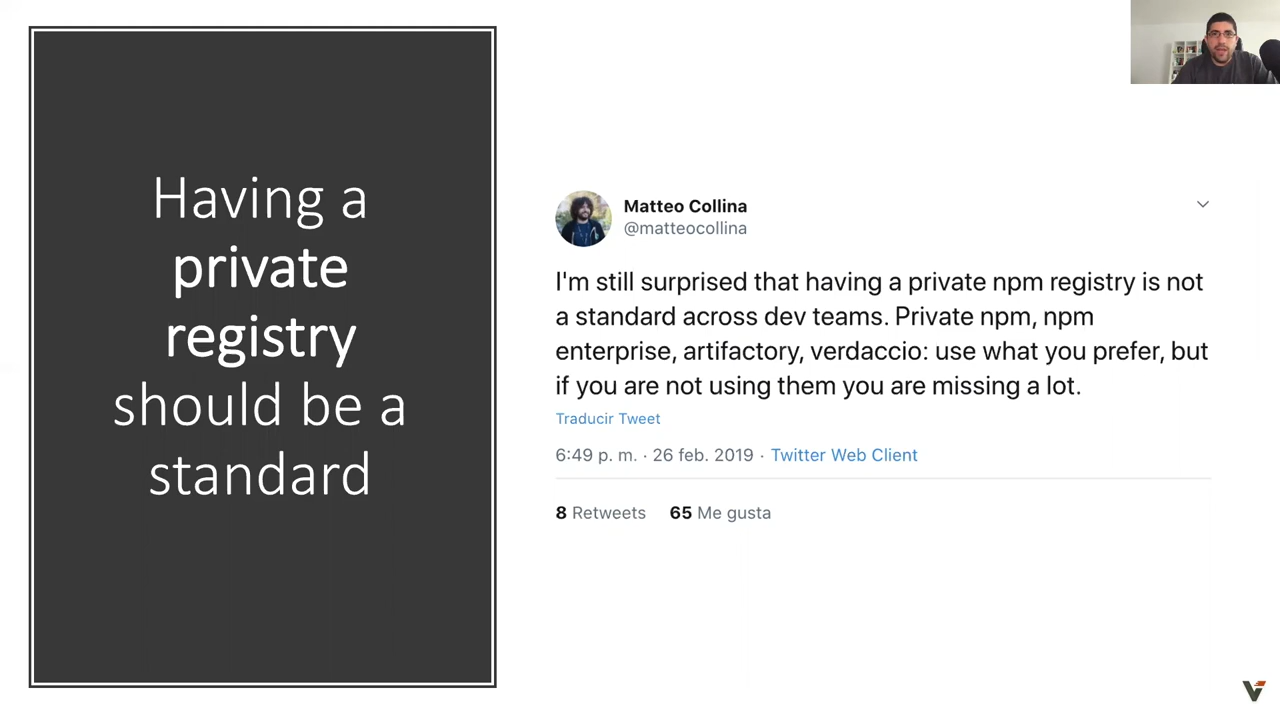 Having a
private
registry
should be a
standard
Matteo Collina
@matteocollina
I'm still surprised that having a private npm registry is not
a standard across dev teams. Private npm, npm
enterprise, artifactory, verdaccio: use what you prefer, but
if you are not using them you are missing a lot.
Traducir Tweet
6:49 p. m. · 26 feb. 2019 · Twitter Web Client
8 Retweets 65 Me gusta